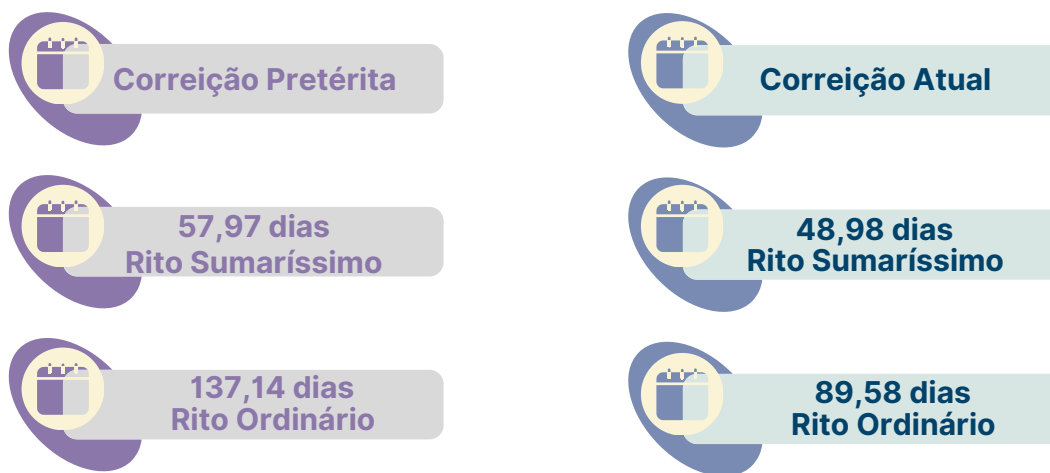 Correição Pretérita
Correição Atual
57,97 dias
Rito Sumaríssimo
48,98 dias
Rito Sumaríssimo
137,14 dias
Rito Ordinário
89,58 dias
Rito Ordinário